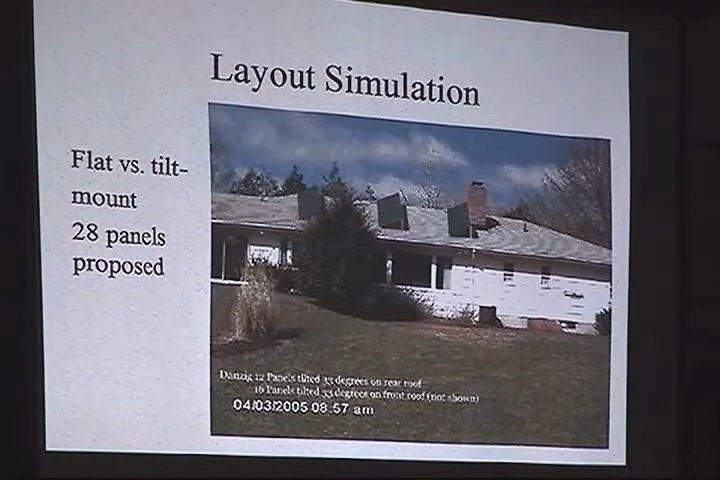 Layout Simulation
Flat vs. tilt-
mount
28 panels
proposed
Danzig 12 Panels tilted 33 degrees on rear roof
16 Panels tilted 33 degrees on front roof (not shown)
04/03/2005 08:57 am